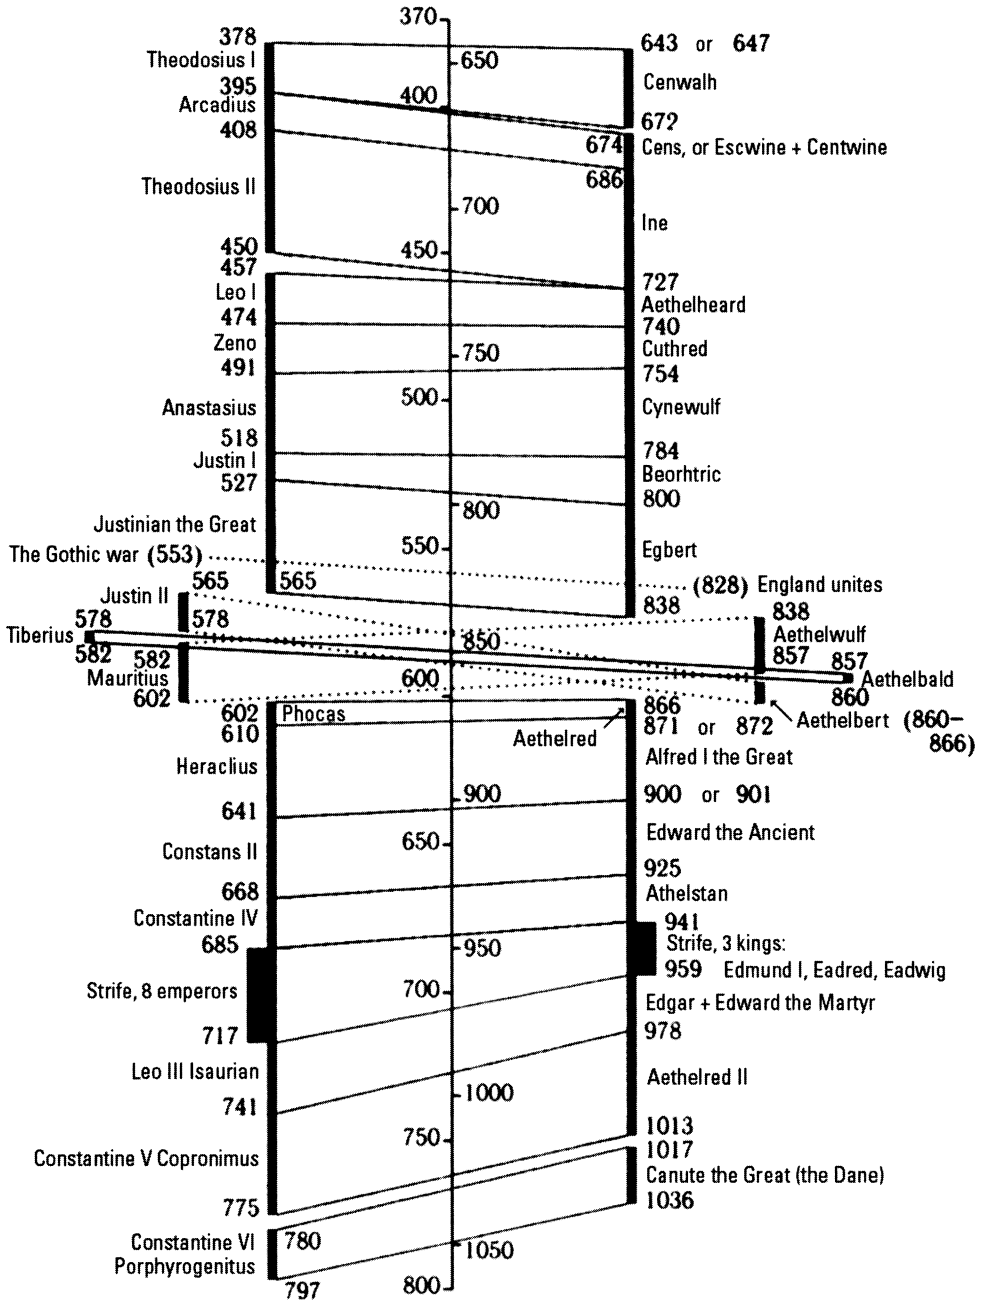 370
378
643 or 647
Theodosius I
650
Cenwalh
395
400
Arcadius
672
408
674
Cens, or Escwine + Centwine
686
Theodosius II
700
Ine
450
450
457
727
Leo I
Aethelheard
474
740
Zeno
750
Cuthred
491
754
500
Anastasius
Cynewulf
518
784
Justin I
Beorhtric
527
800
800
Justinian the Great
550
Egbert
The Gothic war (553)
565
565
(828) England unites
Justin II
838
838
578
578
Tiberius
850
Aethelwulf
582
582
857
857
Mauritius
600
Aethelbald
602
860
602
Phocas
866
Aethelbert (860–
866)
610
Aethelred
871 or 872
Heraclius
Alfred I the Great
900
900 or 901
641
650
Edward the Ancient
Constans II
925
668
Athelstan
Constantine IV
941
685
950
Strife, 3 kings:
959 Edmund I, Eadred, Eadwig
Strife, 8 emperors
700
Edgar + Edward the Martyr
717
978
Leo III Isaurian
Aethelred II
741
1000
1013
750
1017
Constantine V Copronimus
Canute the Great (the Dane)
775
1036
Constantine VI
Porphyrogenitus
780
1050
797
800